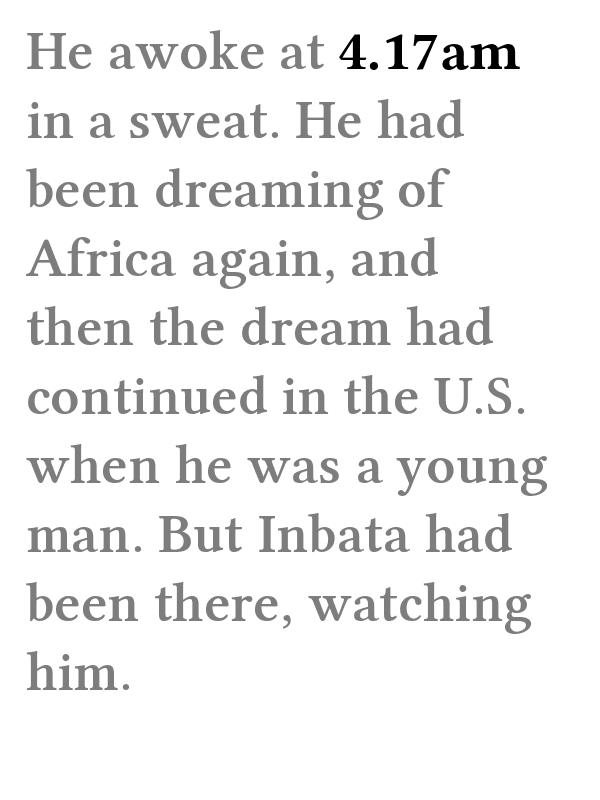 He awoke at 4.17am
in a sweat. He had
been dreaming of
Africa again, and
then the dream had
continued in the U.S.
when he was a young
man. But Inbata had
been there, watching
him.